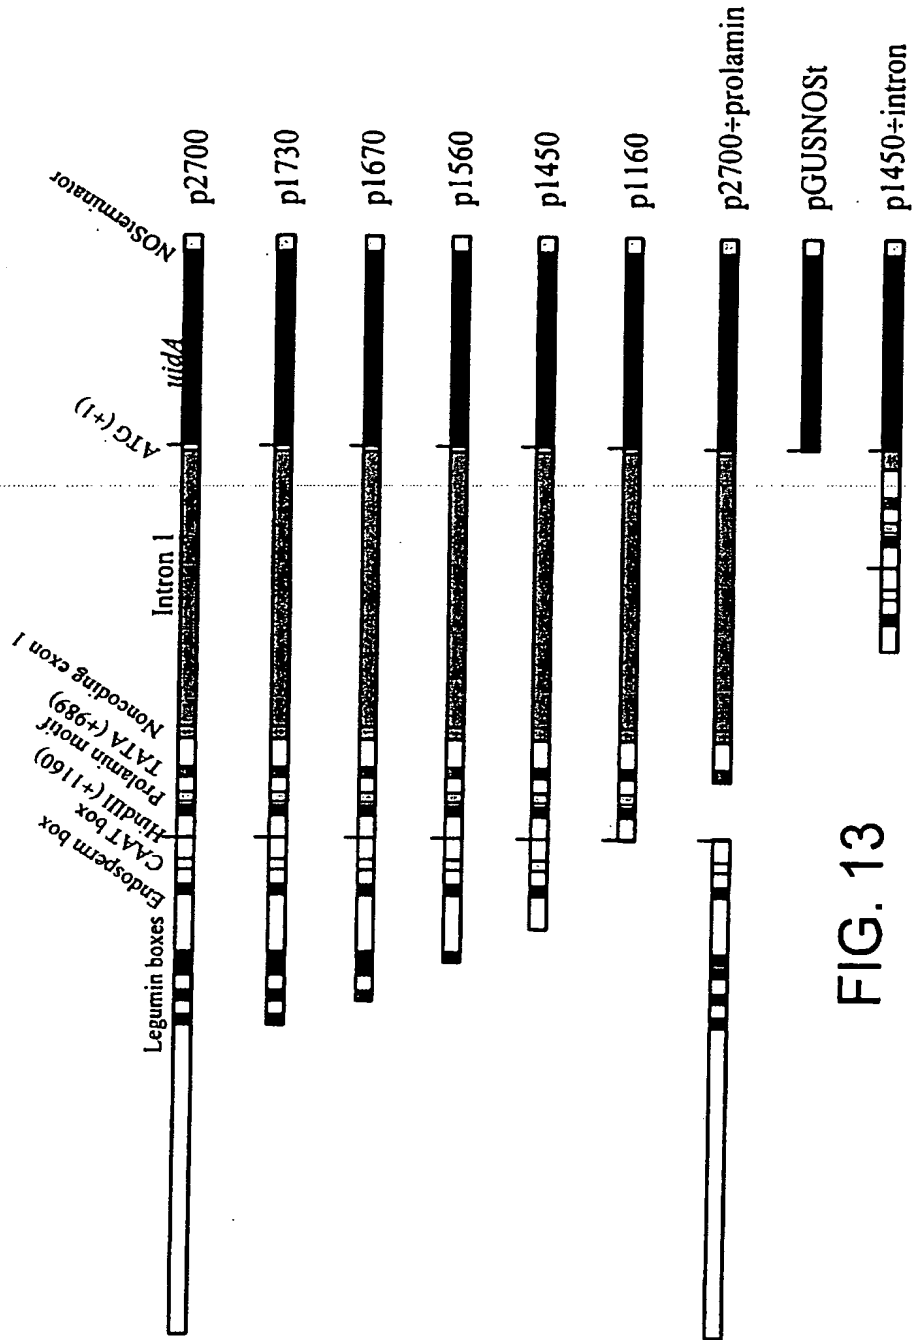 Legumin boxes
Endosperm box
CAAT box
HindIII (+1160)
Prolamin motif
TATA (+989)
Noncoding exon 1
Intron 1
ATG (+1)
uidA
NOSterminator
p2700
p1730
p1670
p1560
p1450
p1160
p2700÷prolamin
pGUSNOSt
p1450÷intron
FIG. 13